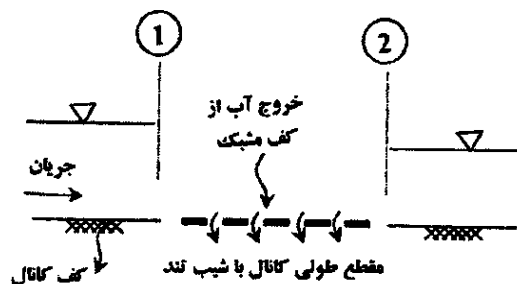 1
2
خروج آب از
کف مشبک
جریان
مقطع طولی کانال با شیب تند
کف کانال